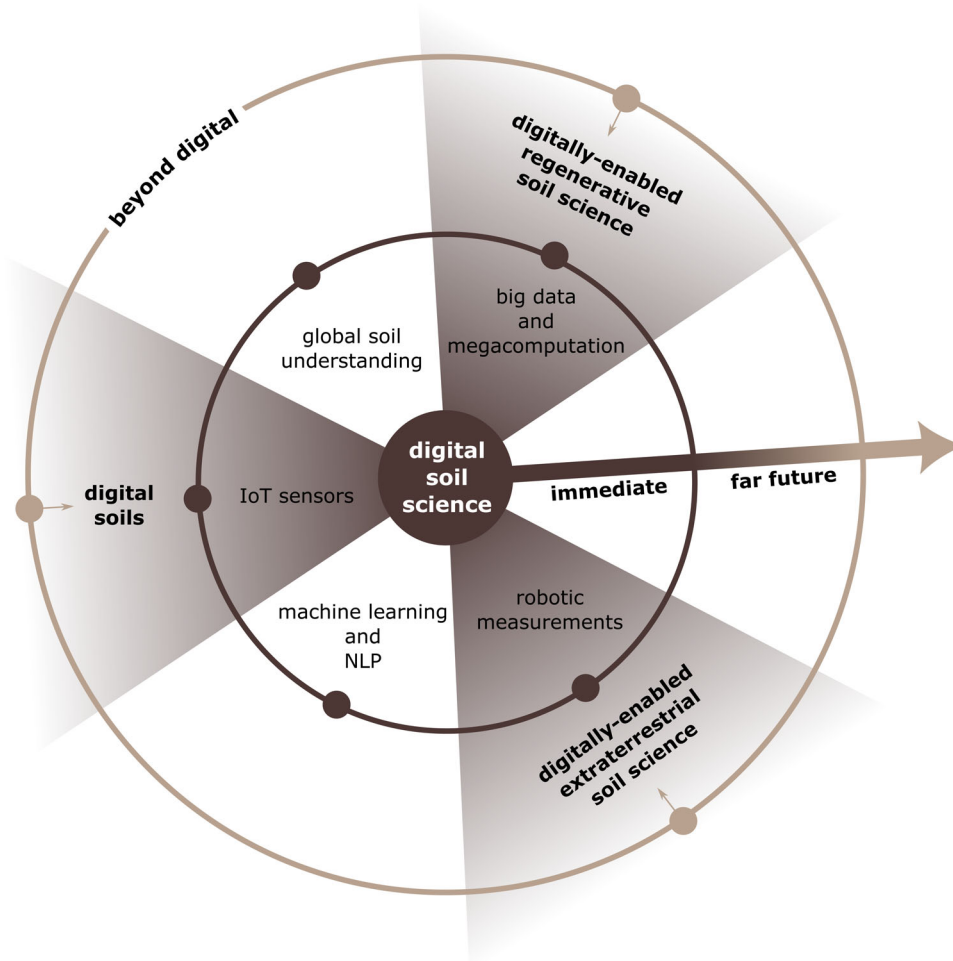 beyond digital
digitally-enabled
regenerative
soil science
big data
and
megacomputation
global soil
understanding
digital
soil
science
immediate
far future
IoT sensors
digital
soils
machine learning
and
NLP
robotic
measurements
digitally-enabled
extraterrestrial
soil science